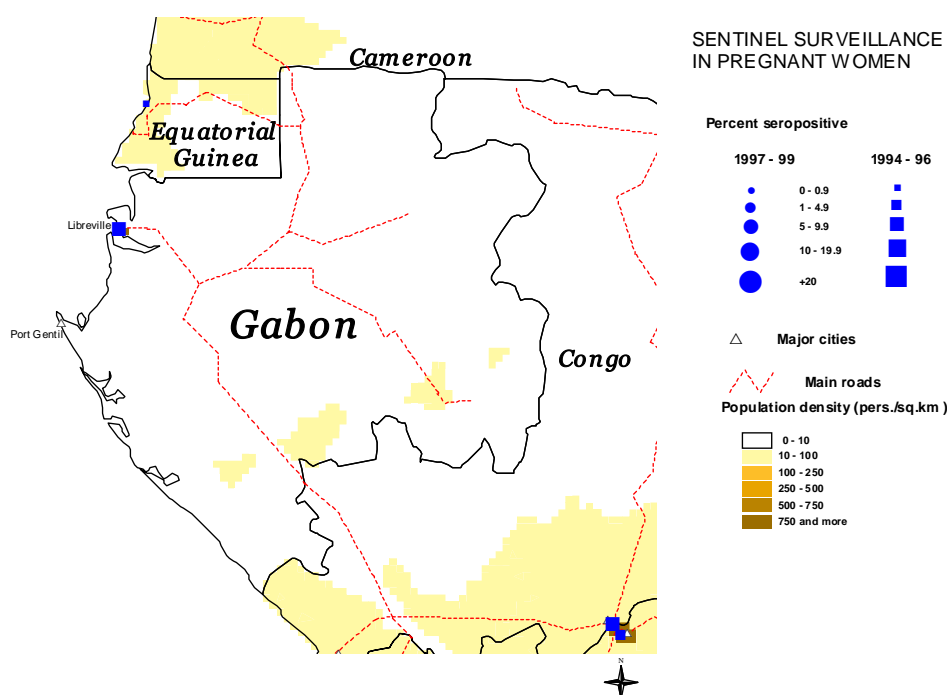 SENTINEL SURVEILLANCE
IN PREGNANT WOMEN
Cameroon
Equatorial
Guinea
Libreville
Gabon
Port Gentil
Congo
Percent seropositive
1997 - 99
1994 - 96
0 - 0.9
1 - 4.9
5 - 9.9
10 - 19.9
+20
Major cities
Main roads
Population density (pers./sq.km )
0 - 10
10 - 100
100 - 250
250 - 500
500 - 750
750 and more
N